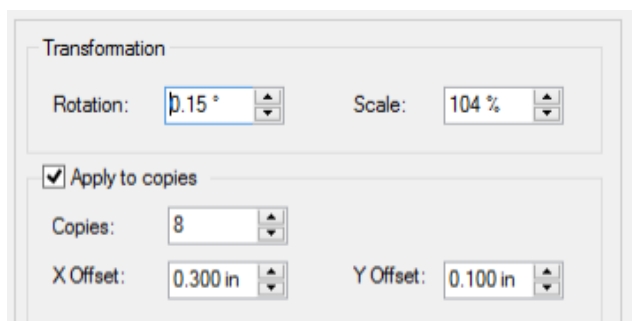 Transformation
Rotation: 0.15 ° Scale: 104 %
Apply to copies
Copies: 8
X Offset: 0.300 in Y Offset: 0.100 in